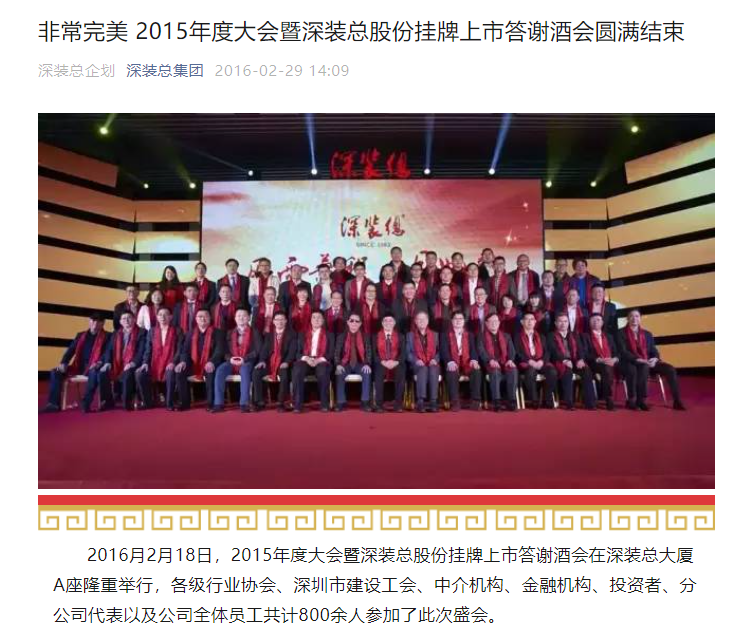 非常完美 2015年度大会暨深装总股份挂牌上市答谢酒会圆满结束
深装总企划 深装总集团 2016-02-29 14:09
深装总
深装总
SINCE 1983
2016月2月18日，2015年度大会暨深装总股份挂牌上市答谢酒会在深装总大厦
A座隆重举行，各级行业协会、深圳市建设工会、中介机构、金融机构、投资者、分
公司代表以及公司全体员工共计800余人参加了此次盛会。